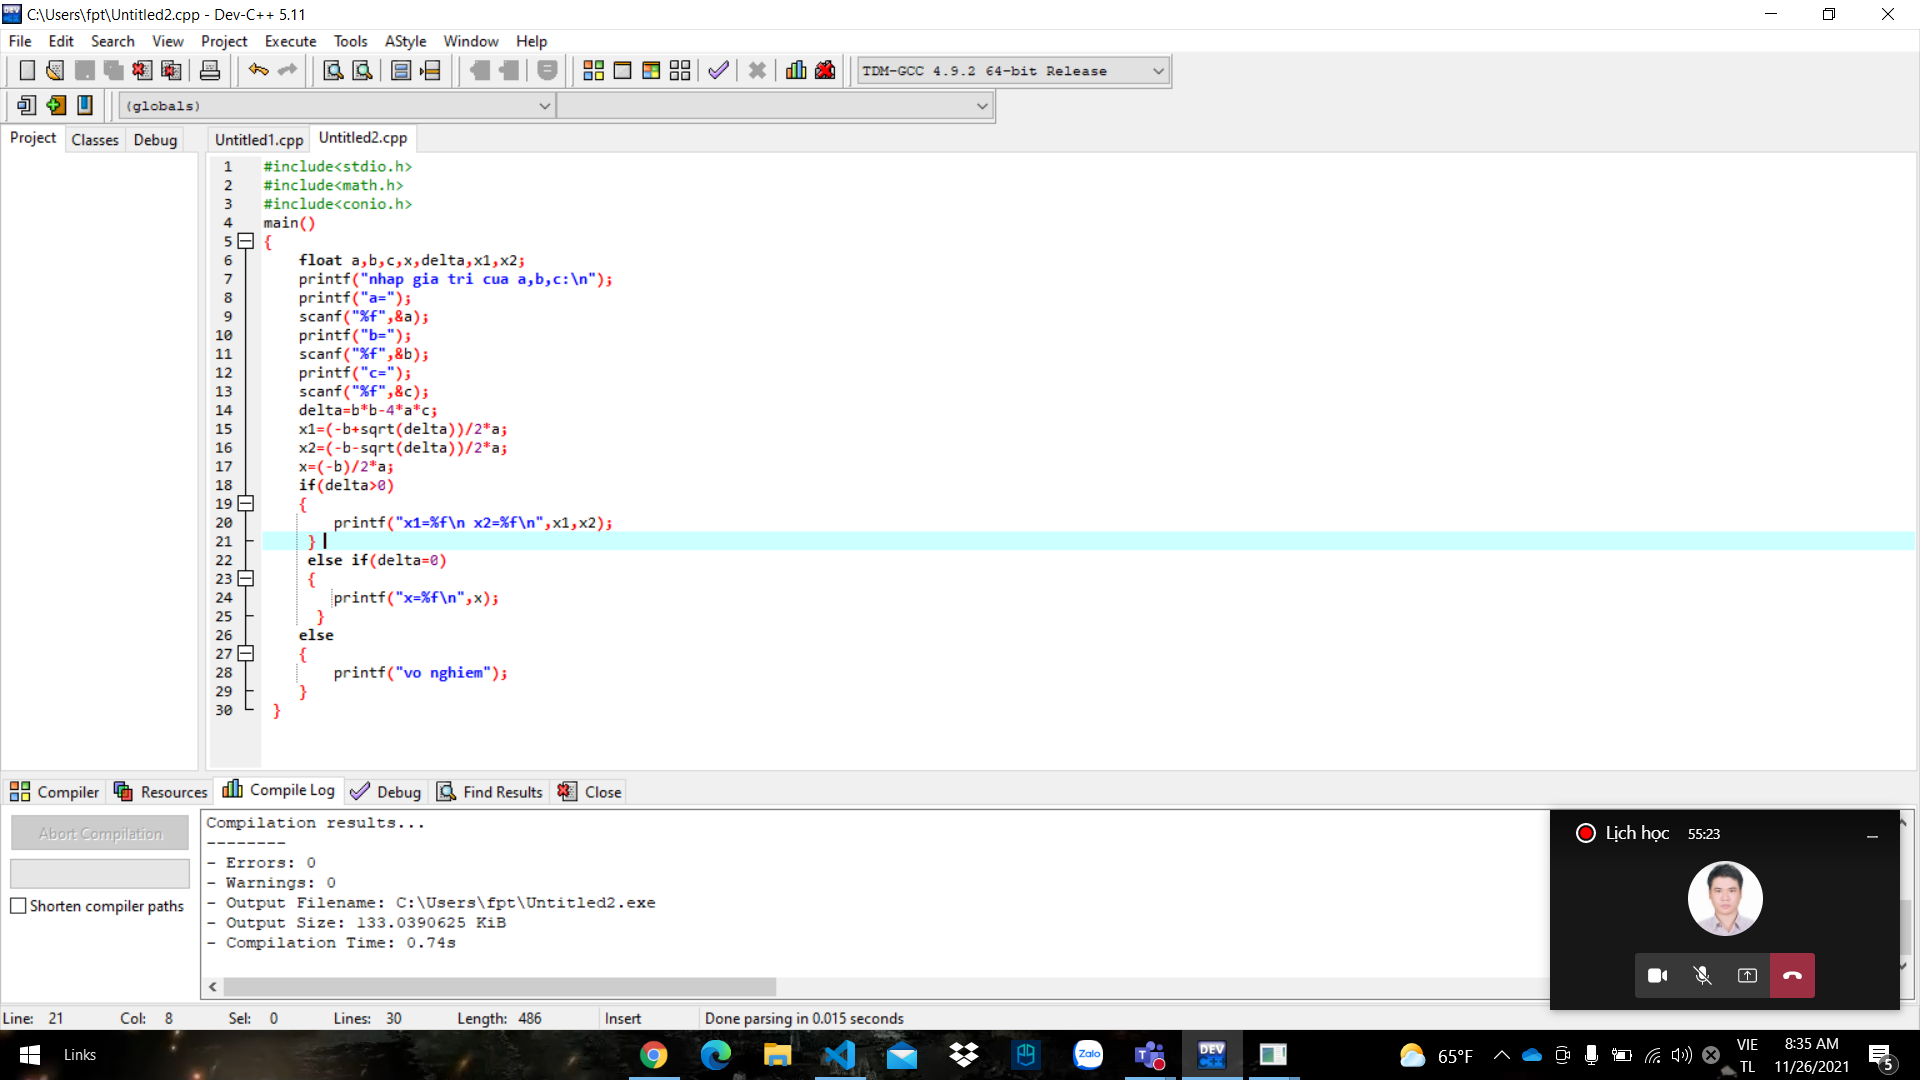 C:\Users\fpt\Untitled2.cpp - Dev-C++ 5.11
File Edit Search View Project Execute Tools AStyle Window Help
TDM-GCC 4.9.2 64-bit Release
(globals)
Project Classes Debug Untitled1.cpp Untitled2.cpp
1 #include<stdio.h>
2 #include<math.h>
3 #include<conio.h>
4 main()
5 {
6 float a,b,c,x,delta,x1,x2;
7 printf("nhap gia tri cua a,b,c:\n");
8 printf("a=");
9 scanf("%f",&a);
10 printf("b=");
11 scanf("%f",&b);
12 printf("c=");
13 scanf("%f",&c);
14 delta=b*b-4*a*c;
15 x1=(-b+sqrt(delta))/2*a;
16 x2=(-b-sqrt(delta))/2*a;
17 x=(-b)/2*a;
18 if(delta>0)
19 {
20 printf("x1=%f\n x2=%f\n",x1,x2);
21 }
22 else if(delta=0)
23 {
24 printf("x=%f\n",x);
25 }
26 else
27 {
28 printf("vo nghiem");
29 }
30 }
Compiler Resources Compile Log Debug Find Results Close
Abort Compilation
Shorten compiler paths
Compilation results...
--------
- Errors: 0
- Warnings: 0
- Output Filename: C:\Users\fpt\Untitled2.exe
- Output Size: 133.0390625 KiB
- Compilation Time: 0.74s
Lịch học 55:23
Line: 21 Col: 8 Sel: 0 Lines: 30 Length: 486 Insert Done parsing in 0.015 seconds
Links
Zalo
T
DEV C++
65°F
VIE
TL
8:35 AM
11/26/2021
5